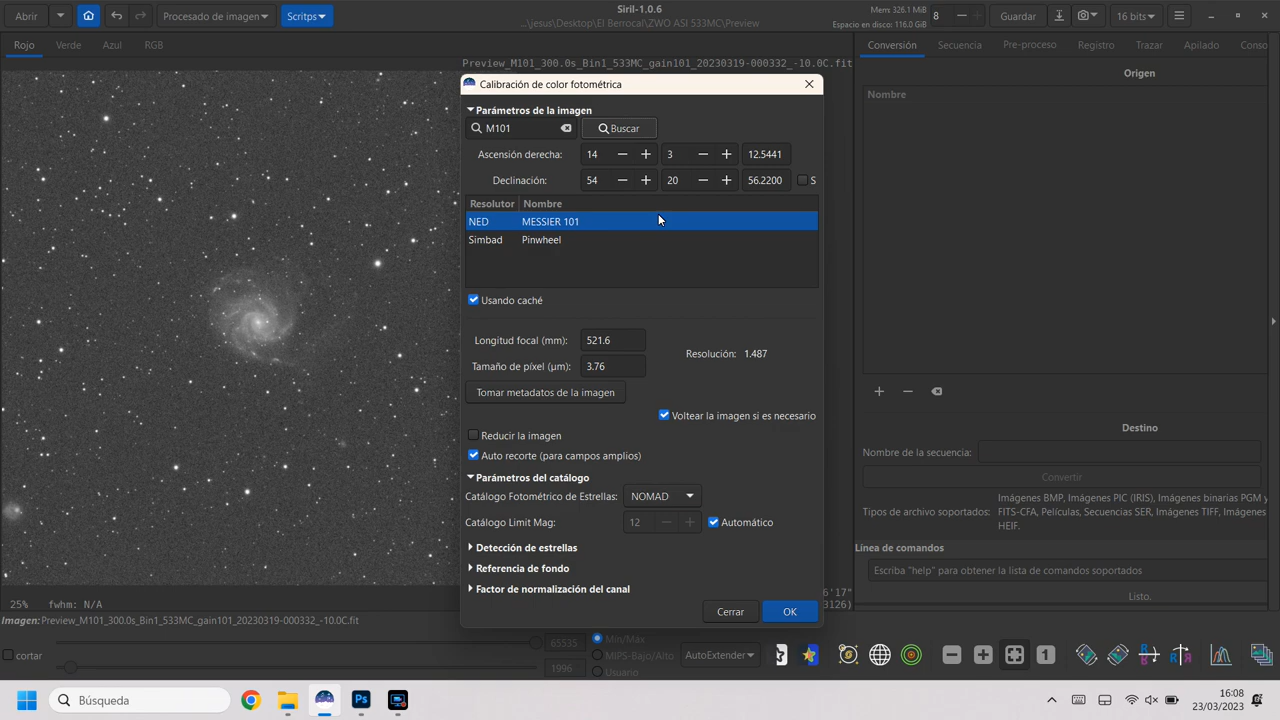 Abrir
Procesado de imagen
Scritps
Siril-1.0.6
...\jesus\Desktop\El Berrocal\ZWO ASI 533MC\Preview
Mem: 326.1 MiB
Espacio en disco: 116.0 GiB
8
Guardar
16 bits
Rojo
Verde
Azul
RGB
Preview_M101_300.0s_Bin1_533MC_gain101_20230319-000332_-10.0C.fit
Conversión
Secuencia
Pre-proceso
Registro
Trazar
Apilado
Conso
Calibración de color fotométrica
Parámetros de la imagen
M101
Buscar
Ascensión derecha:
14
3
12.5441
Declinación:
54
20
56.2200
S
Resolutor
Nombre
NED
MESSIER 101
Simbad
Pinwheel
Usando caché
Longitud focal (mm):
521.6
Resolución:
1.487
Tamaño de píxel (µm):
3.76
Tomar metadatos de la imagen
Voltear la imagen si es necesario
Reducir la imagen
Auto recorte (para campos amplios)
Parámetros del catálogo
Catálogo Fotométrico de Estrellas:
NOMAD
Catálogo Limit Mag:
12
Automático
Detección de estrellas
Referencia de fondo
Factor de normalización del canal
Cerrar
OK
Origen
Nombre
Destino
Nombre de la secuencia:
Convertir
Tipos de archivo soportados:
Imágenes BMP, Imágenes PIC (IRIS), Imágenes binarias PGM y
FITS-CFA, Películas, Secuencias SER, Imágenes TIFF, Imágenes
HEIF.
Línea de comandos
Escriba "help" para obtener la lista de comandos soportados
Listo.
25%
fwhm: N/A
6'17"
3126)
Imagen: Preview_M101_300.0s_Bin1_533MC_gain101_20230319-000332_-10.0C.fit
cortar
65535
1996
Min/Max
MIPS-Bajo/Alto
Usuario
AutoExtender
1
Búsqueda
Ps
16:08
23/03/2023